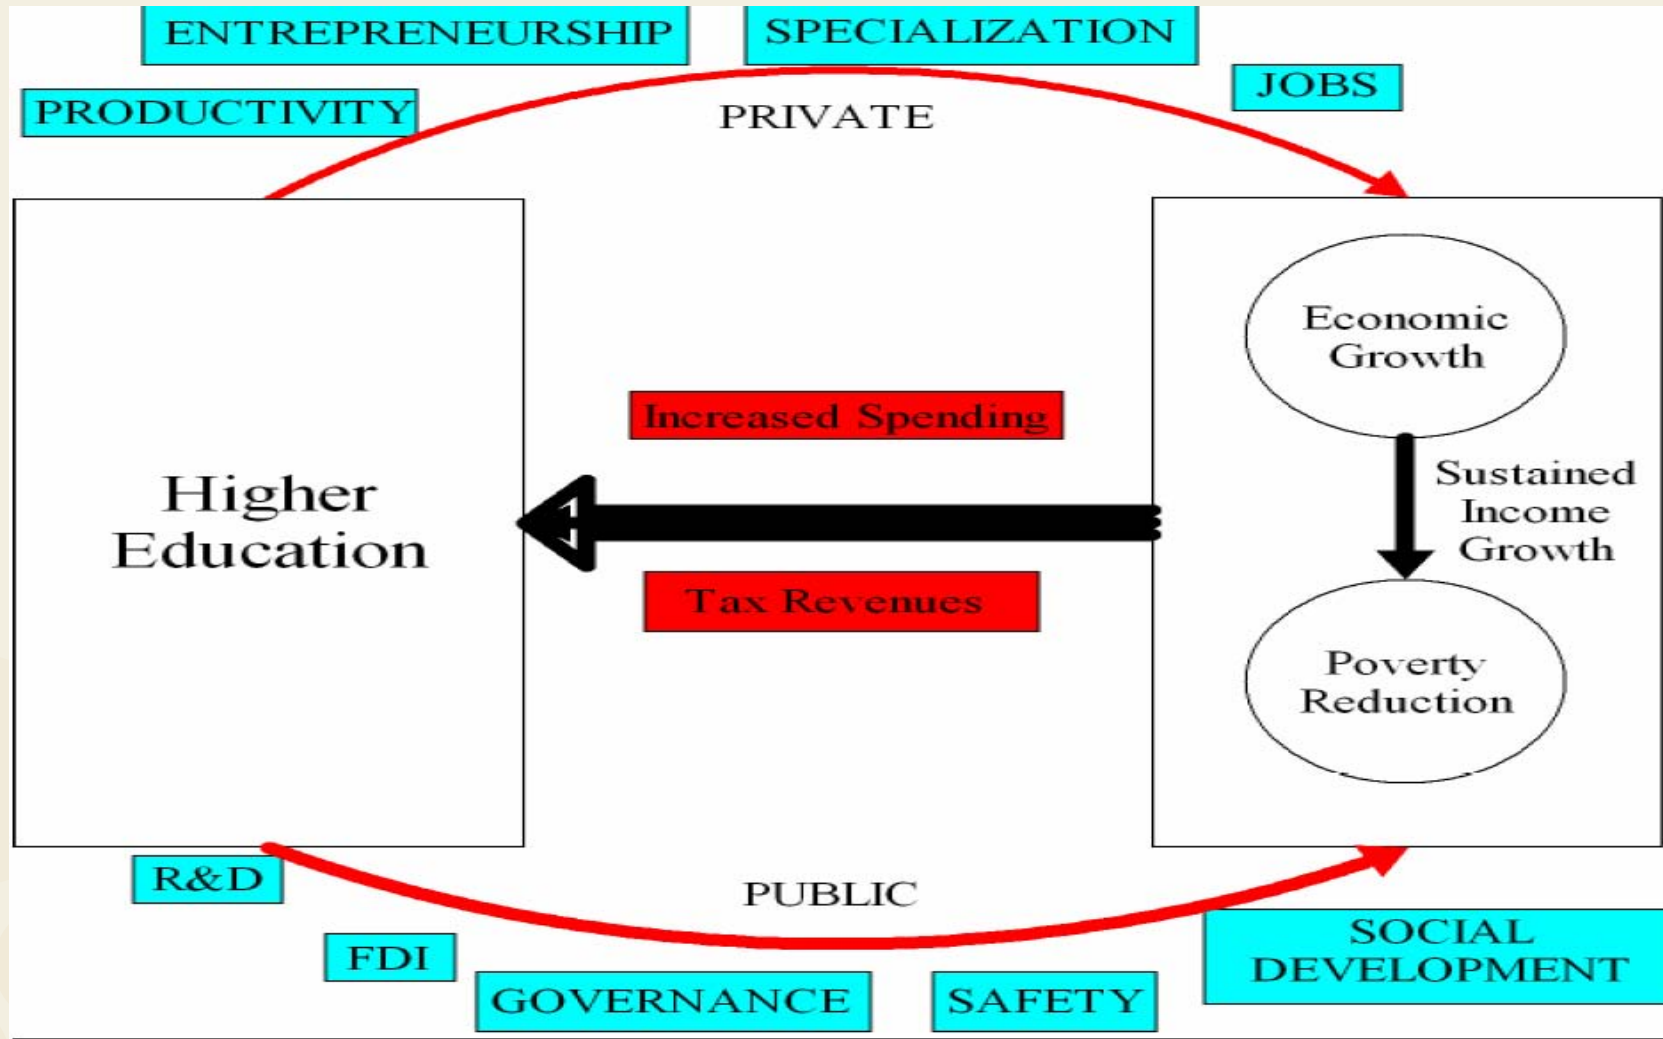 ENTREPRENEURSHIP
SPECIALIZATION
JOBS
PRODUCTIVITY
PRIVATE
Higher
Education
Increased Spending
Tax Revenues
Economic
Growth
Sustained
Income
Growth
Poverty
Reduction
R&D
PUBLIC
FDI
GOVERNANCE
SAFETY
SOCIAL
DEVELOPMENT